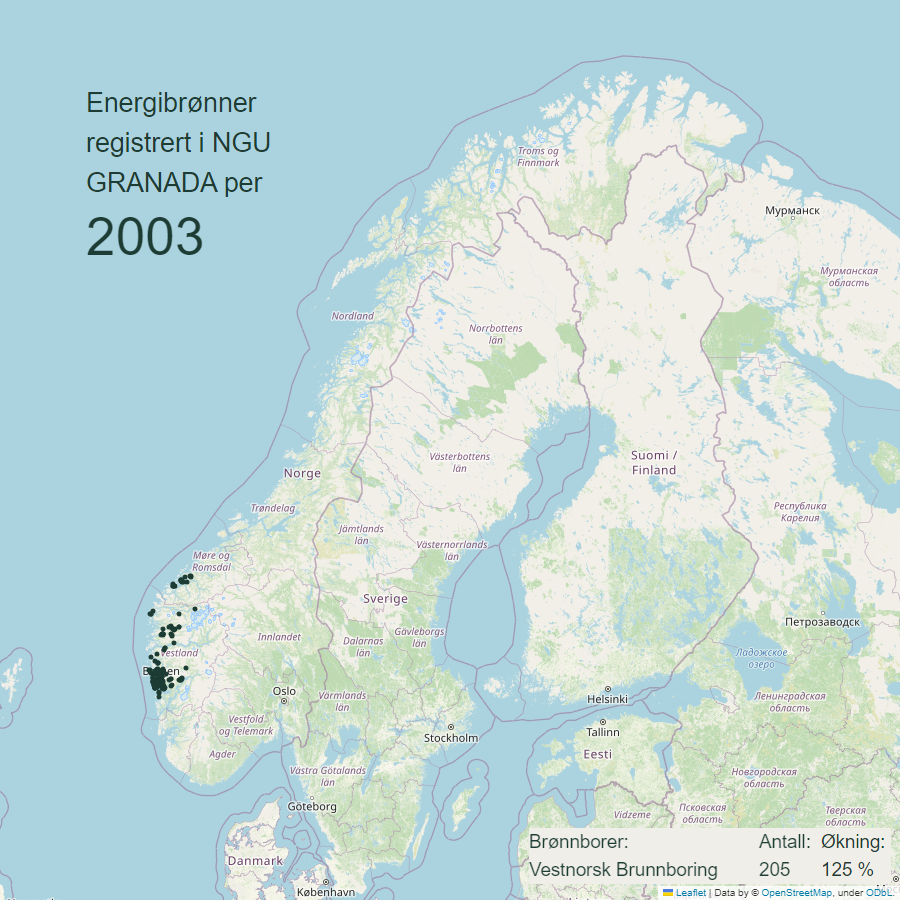 Energibrønner
registrert i NGU
GRANADA per
2003
Troms og
Finnmark
Мурманск
Мурманская
область
Nordland
Norrbottens
län
Västerbottens
län
Suomi /
Finland
Norge
Trøndelag
Jämtlands
län
Västernorrlands
län
Республика
Карелия
Møre og
Romsdal
Sverige
Петрозаводск
Innlandet
Dalarnas
län
Gävleborgs
län
Vestland
Ладожское
озеро
Oslo
Värmlands
län
Helsinki
Ленинградская
область
Vestfold
og Telemark
Stockholm
Tallinn
Agder
Eesti
Västra Götalands
län
Новгородская
область
Göteborg
Vidzeme
Псковская
область
Тверская
область
Danmark
København
Brønnborer: Antall: Økning:
Vestnorsk Brunnboring 205 125 %
Leaflet | Data by © OpenStreetMap, under ODbL.